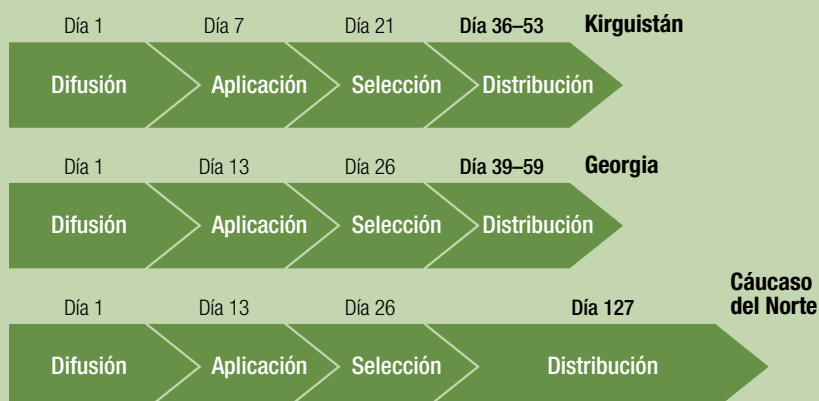 Día 1 Día 7 Día 21 Día 36–53 Kirguistán
Difusión Aplicación Selección Distribución
Día 1 Día 13 Día 26 Día 39–59 Georgia
Difusión Aplicación Selección Distribución
Cáucaso
del Norte
Día 1 Día 13 Día 26 Día 127
Difusión Aplicación Selección Distribución